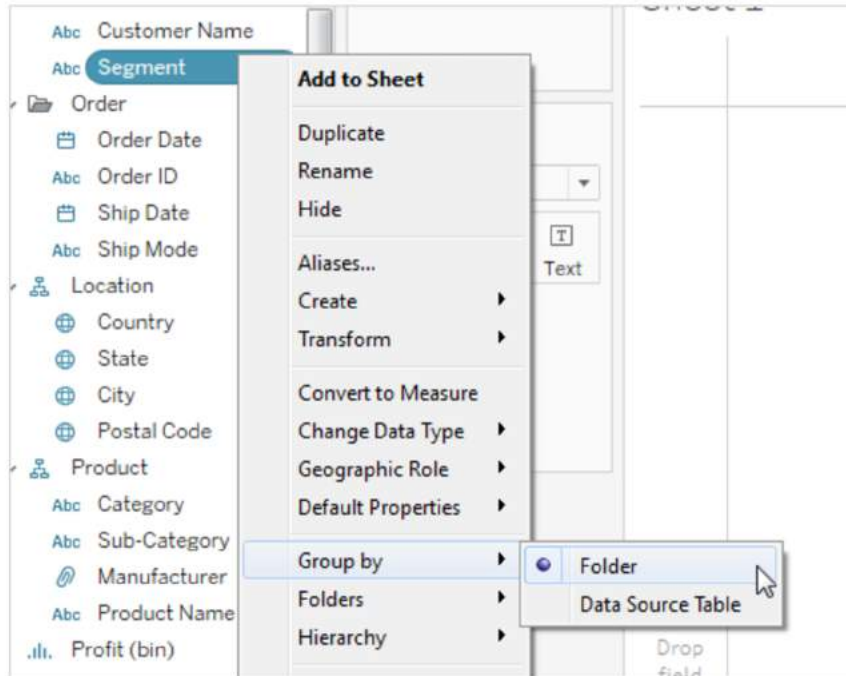 Sheet 1
Abc Customer Name
Abc Segment
Order
Order Date
Abc Order ID
Ship Date
Abc Ship Mode
Location
Country
State
City
Postal Code
Product
Abc Category
Abc Sub-Category
Manufacturer
Abc Product Name
Profit (bin)
Add to Sheet
Duplicate
Rename
Hide
Aliases...
Create
Transform
Convert to Measure
Change Data Type
Geographic Role
Default Properties
Group by
Folders
Hierarchy
Folder
Data Source Table
T
Text
Drop
field